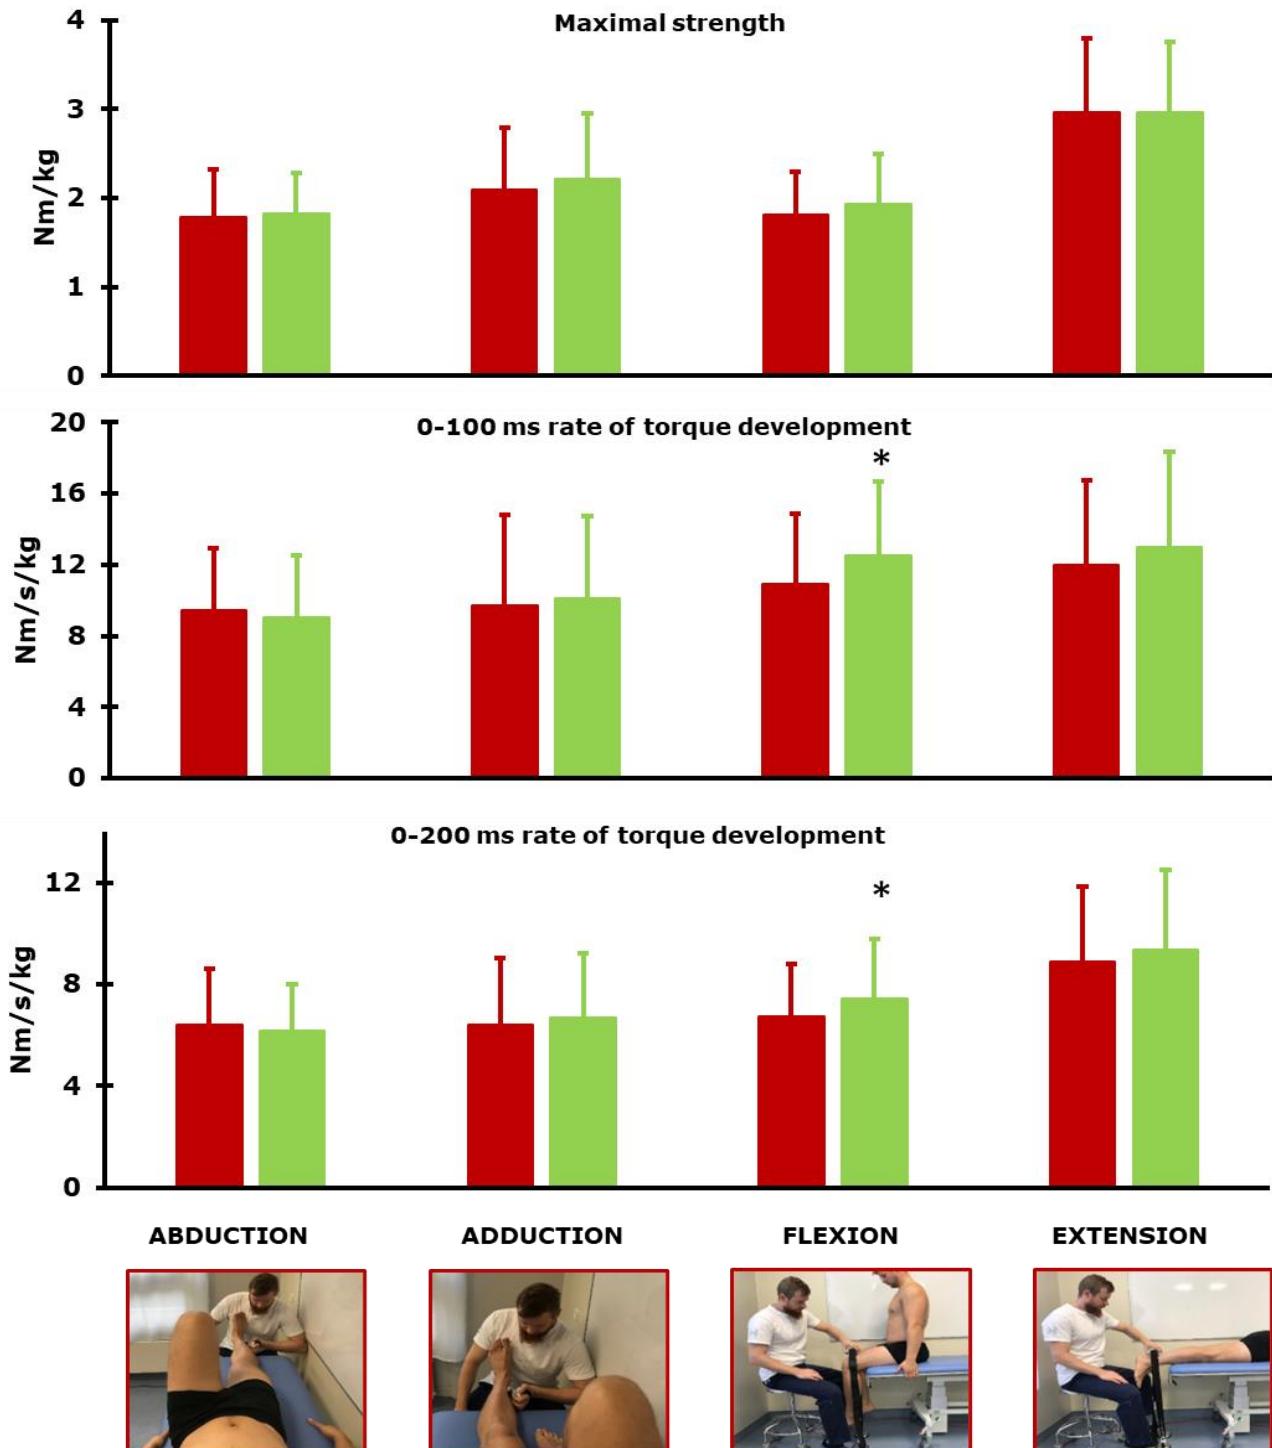 Maximal strength
4
3
2
1
0
Nm/kg
0-100 ms rate of torque development
*
20
16
12
8
4
0
Nm/s/kg
0-200 ms rate of torque development
*
12
8
4
0
Nm/s/kg
ABDUCTION ADDUCTION FLEXION EXTENSION